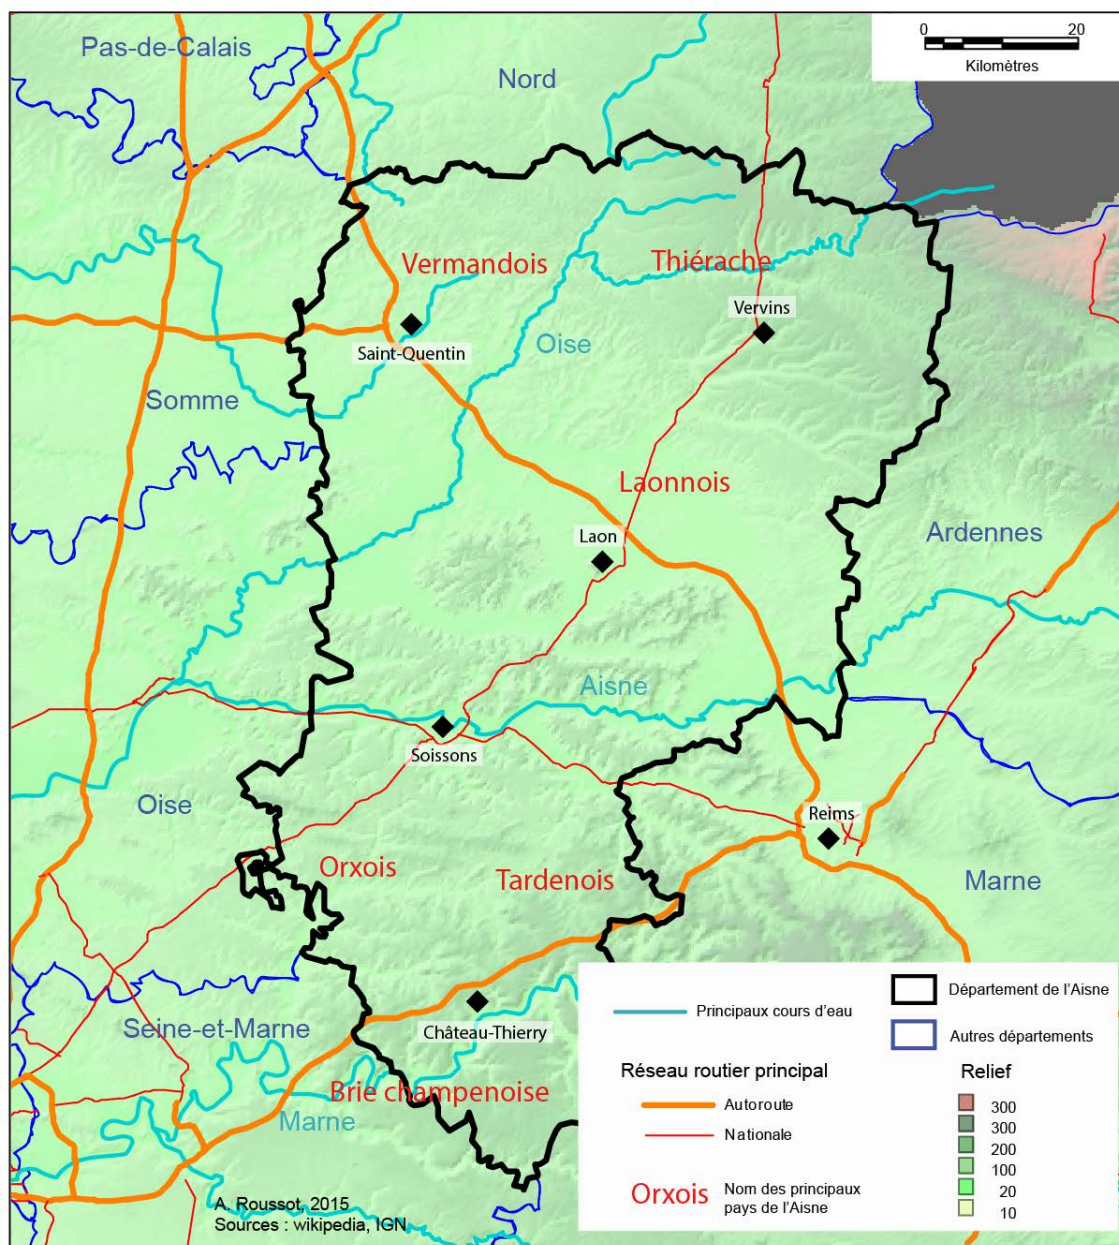 Pas-de-Calais
Nord
0 20
Kilomètres
Vermandois
Thiérache
Vervins
Saint-Quentin
Oise
Somme
Laonnois
Laon
Ardennes
Aisne
Soissons
Oise
Reims
Orxois
Tardenois
Marne
Château-Thierry
Seine-et-Marne
Brie champenoise
Marne
A. Roussot, 2015
Sources : wikipedia, IGN
Principaux cours d'eau
Réseau routier principal
Autoroute
Nationale
Orxois
Nom des principaux
pays de l'Aisne
Département de l'Aisne
Autres départements
Relief
300
300
200
100
20
10